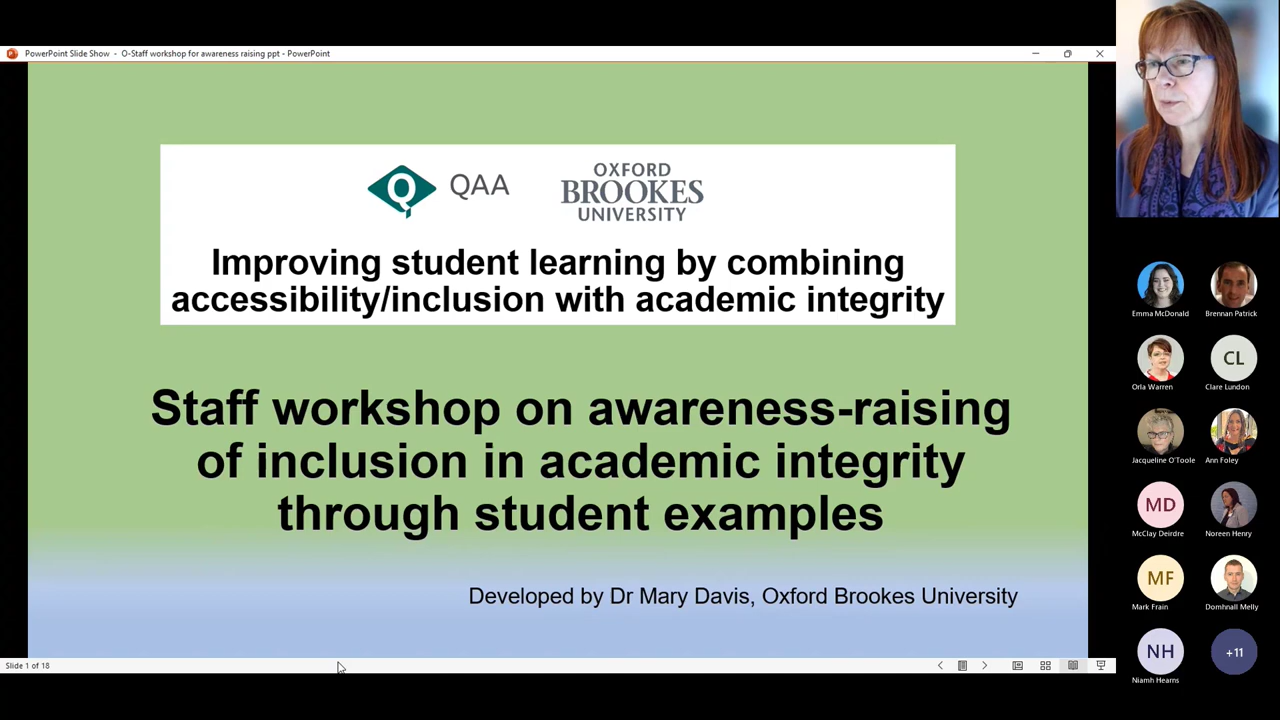 PowerPoint Slide Show - O-Staff workshop for awareness raising ppt - PowerPoint
Q QAA
OXFORD
BROOKES
UNIVERSITY
Improving student learning by combining
accessibility/inclusion with academic integrity
Staff workshop on awareness-raising
of inclusion in academic integrity
through student examples
Developed by Dr Mary Davis, Oxford Brookes University
Slide 1 of 18
Emma McDonald
Brennan Patrick
Orla Warren
CL
Clare Lundon
Jacqueline O'Toole
Ann Foley
MD
McClay Deirdre
Noreen Henry
MF
Mark Frain
Domhnall Melly
NH
Niamh Hearns
+11